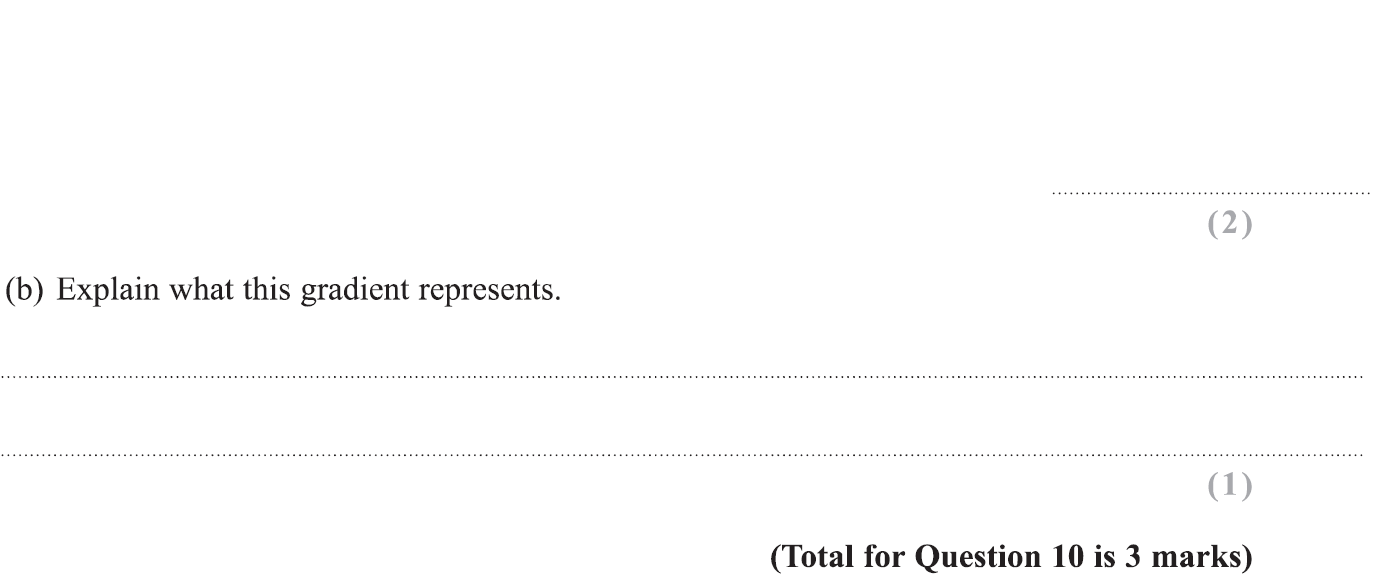 (2)
(b) Explain what this gradient represents.
(1)
(Total for Question 10 is 3 marks)